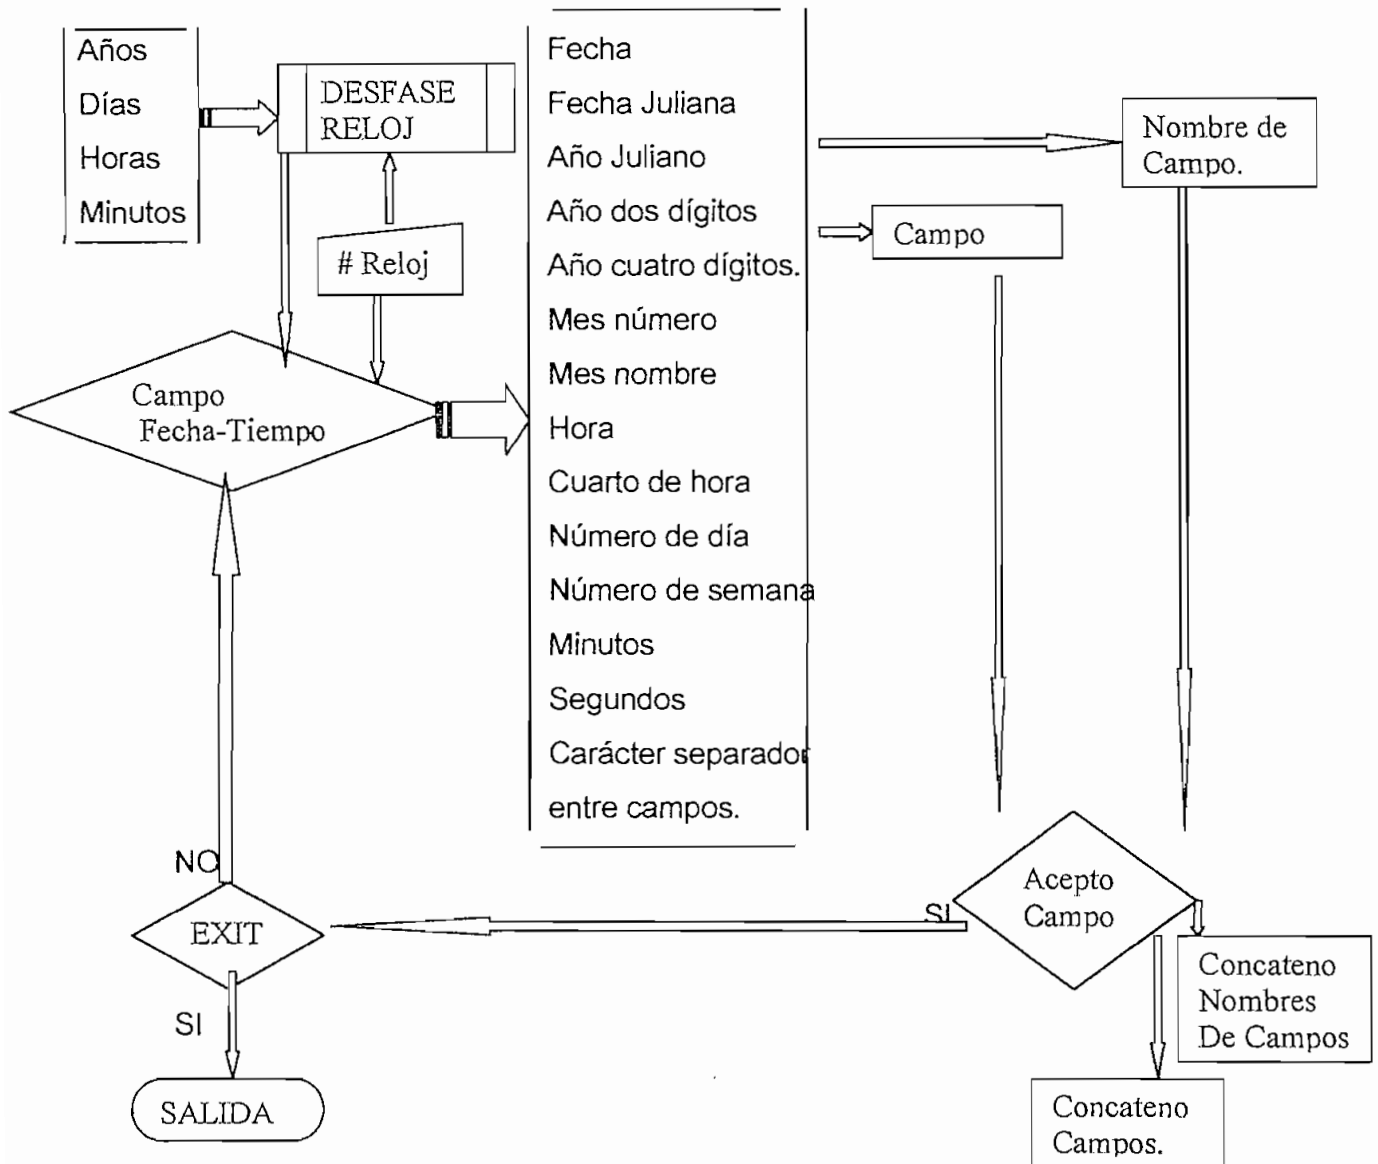 Años
Días
Horas
Minutos
DESFASE
RELOJ
# Reloj
Campo
Fecha-Tiempo
Fecha
Fecha Juliana
Año Juliano
Año dos dígitos
Año cuatro dígitos.
Mes número
Mes nombre
Hora
Cuarto de hora
Número de día
Número de semana
Minutos
Segundos
Carácter separador
entre campos.
Nombre de
Campo.
Campo
Acepto
Campo
SI
Concateno
Nombres
De Campos
Concateno
Campos.
NO
EXIT
SI
SALIDA